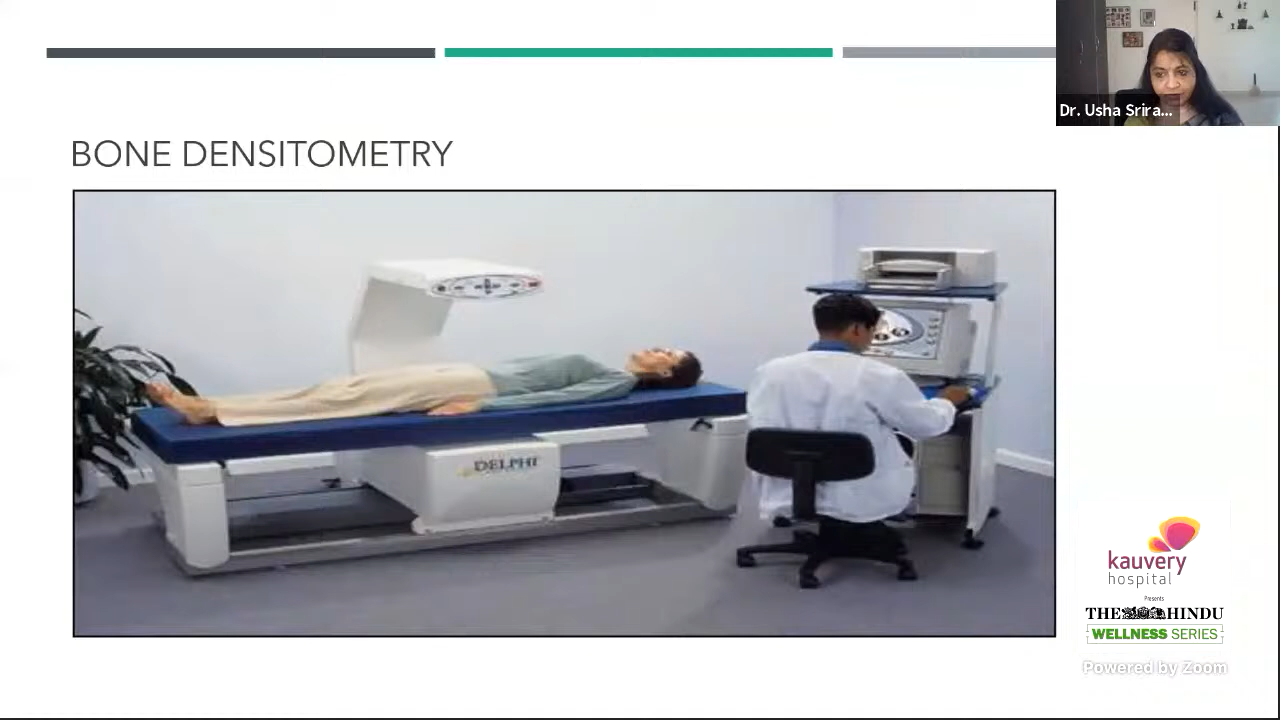 Dr. Usha Srira...
BONE DENSITOMETRY
DELPHI
kauvery
hospital
Presents
THE HINDU
WELLNESS SERIES
Powered by Zoom